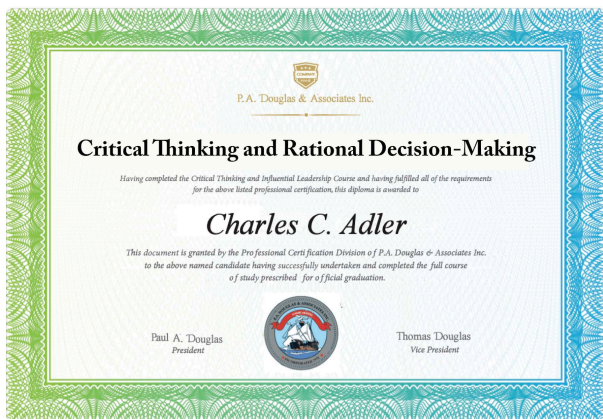 COMPANY
P.A. Douglas & Associates Inc.
Critical Thinking and Rational Decision-Making
Having completed the Critical Thinking and Influential Leadership Course and having fulfilled all of the requirements
for the above listed professional certification, this diploma is awarded to
Charles C. Adler
This document is granted by the Professional Certification Division of P.A. Douglas & Associates Inc.
to the above named candidate having successfully undertaken and completed the full course
of study prescribed for official graduation.
P.A. DOUGLAS & ASSOCIATES INC
Paul A. Douglas
President
Thomas Douglas
Vice President